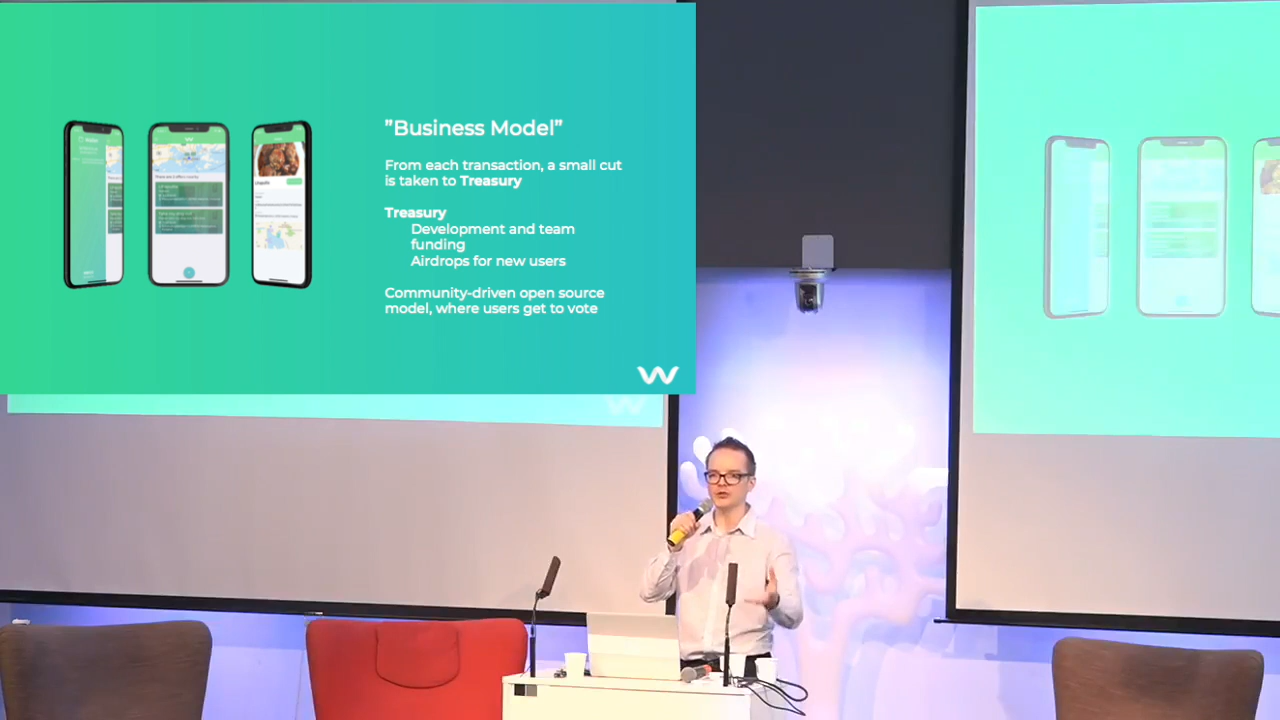 ”Business Model”
From each transaction, a small cut
is taken to Treasury
Treasury
Development and team
funding
Airdrops for new users
Community-driven open source
model, where users get to vote